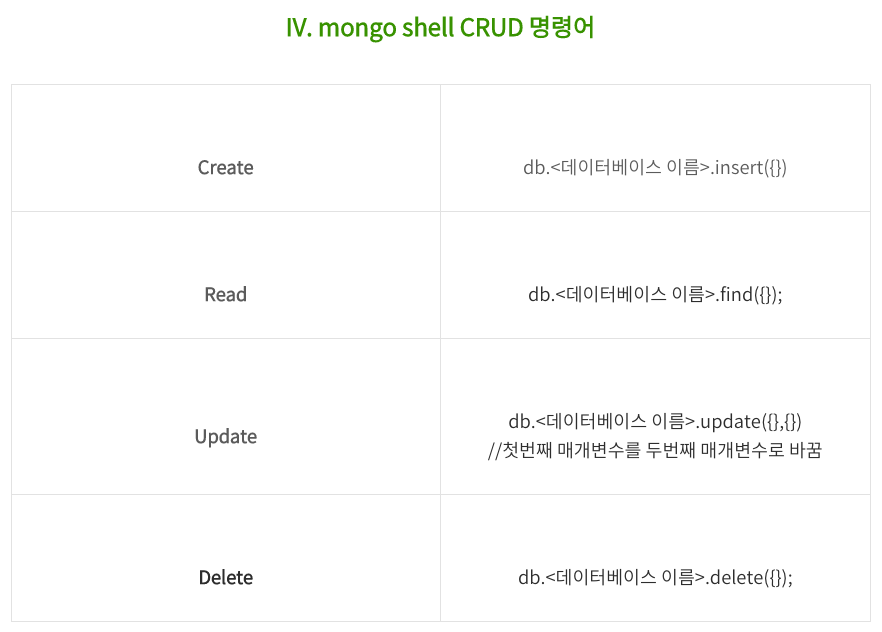 IV. mongo shell CRUD 명령어
Create
db.<데이터베이스 이름>.insert({})
Read
db.<데이터베이스 이름>.find({});
Update
db.<데이터베이스 이름>.update({},{})
//첫번째 매개변수를 두번째 매개변수로 바꿈
Delete
db.<데이터베이스 이름>.delete({});